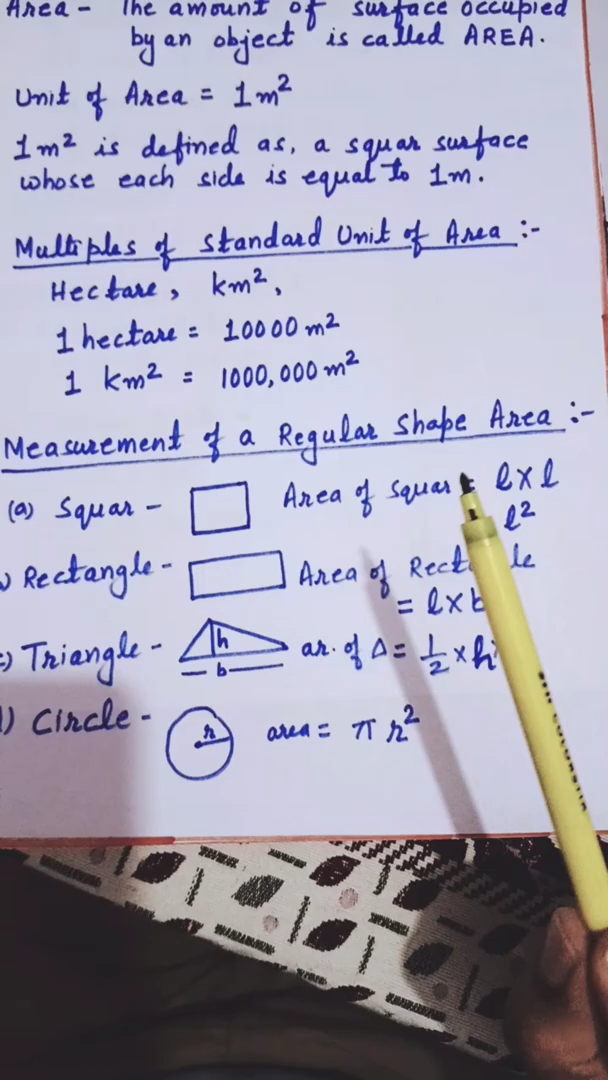 Area - The amount of surface occupied
by an object is called AREA.
Unit of Area = 1m²
1m² is defined as, a squar surface
whose each side is equal to 1m.
Multiples of Standard Unit of Area :-
Hectare, km²,
1 hectare = 10000 m²
1 km² = 1000,000 m²
Measurement of a Regular Shape Area :-
(a) Squar - Area of squar = l × l
l²
) Rectangle - Area of
= l ×
) Triangle - h b ar. of Δ = 1/2 × h
) Circle - r area = π r²